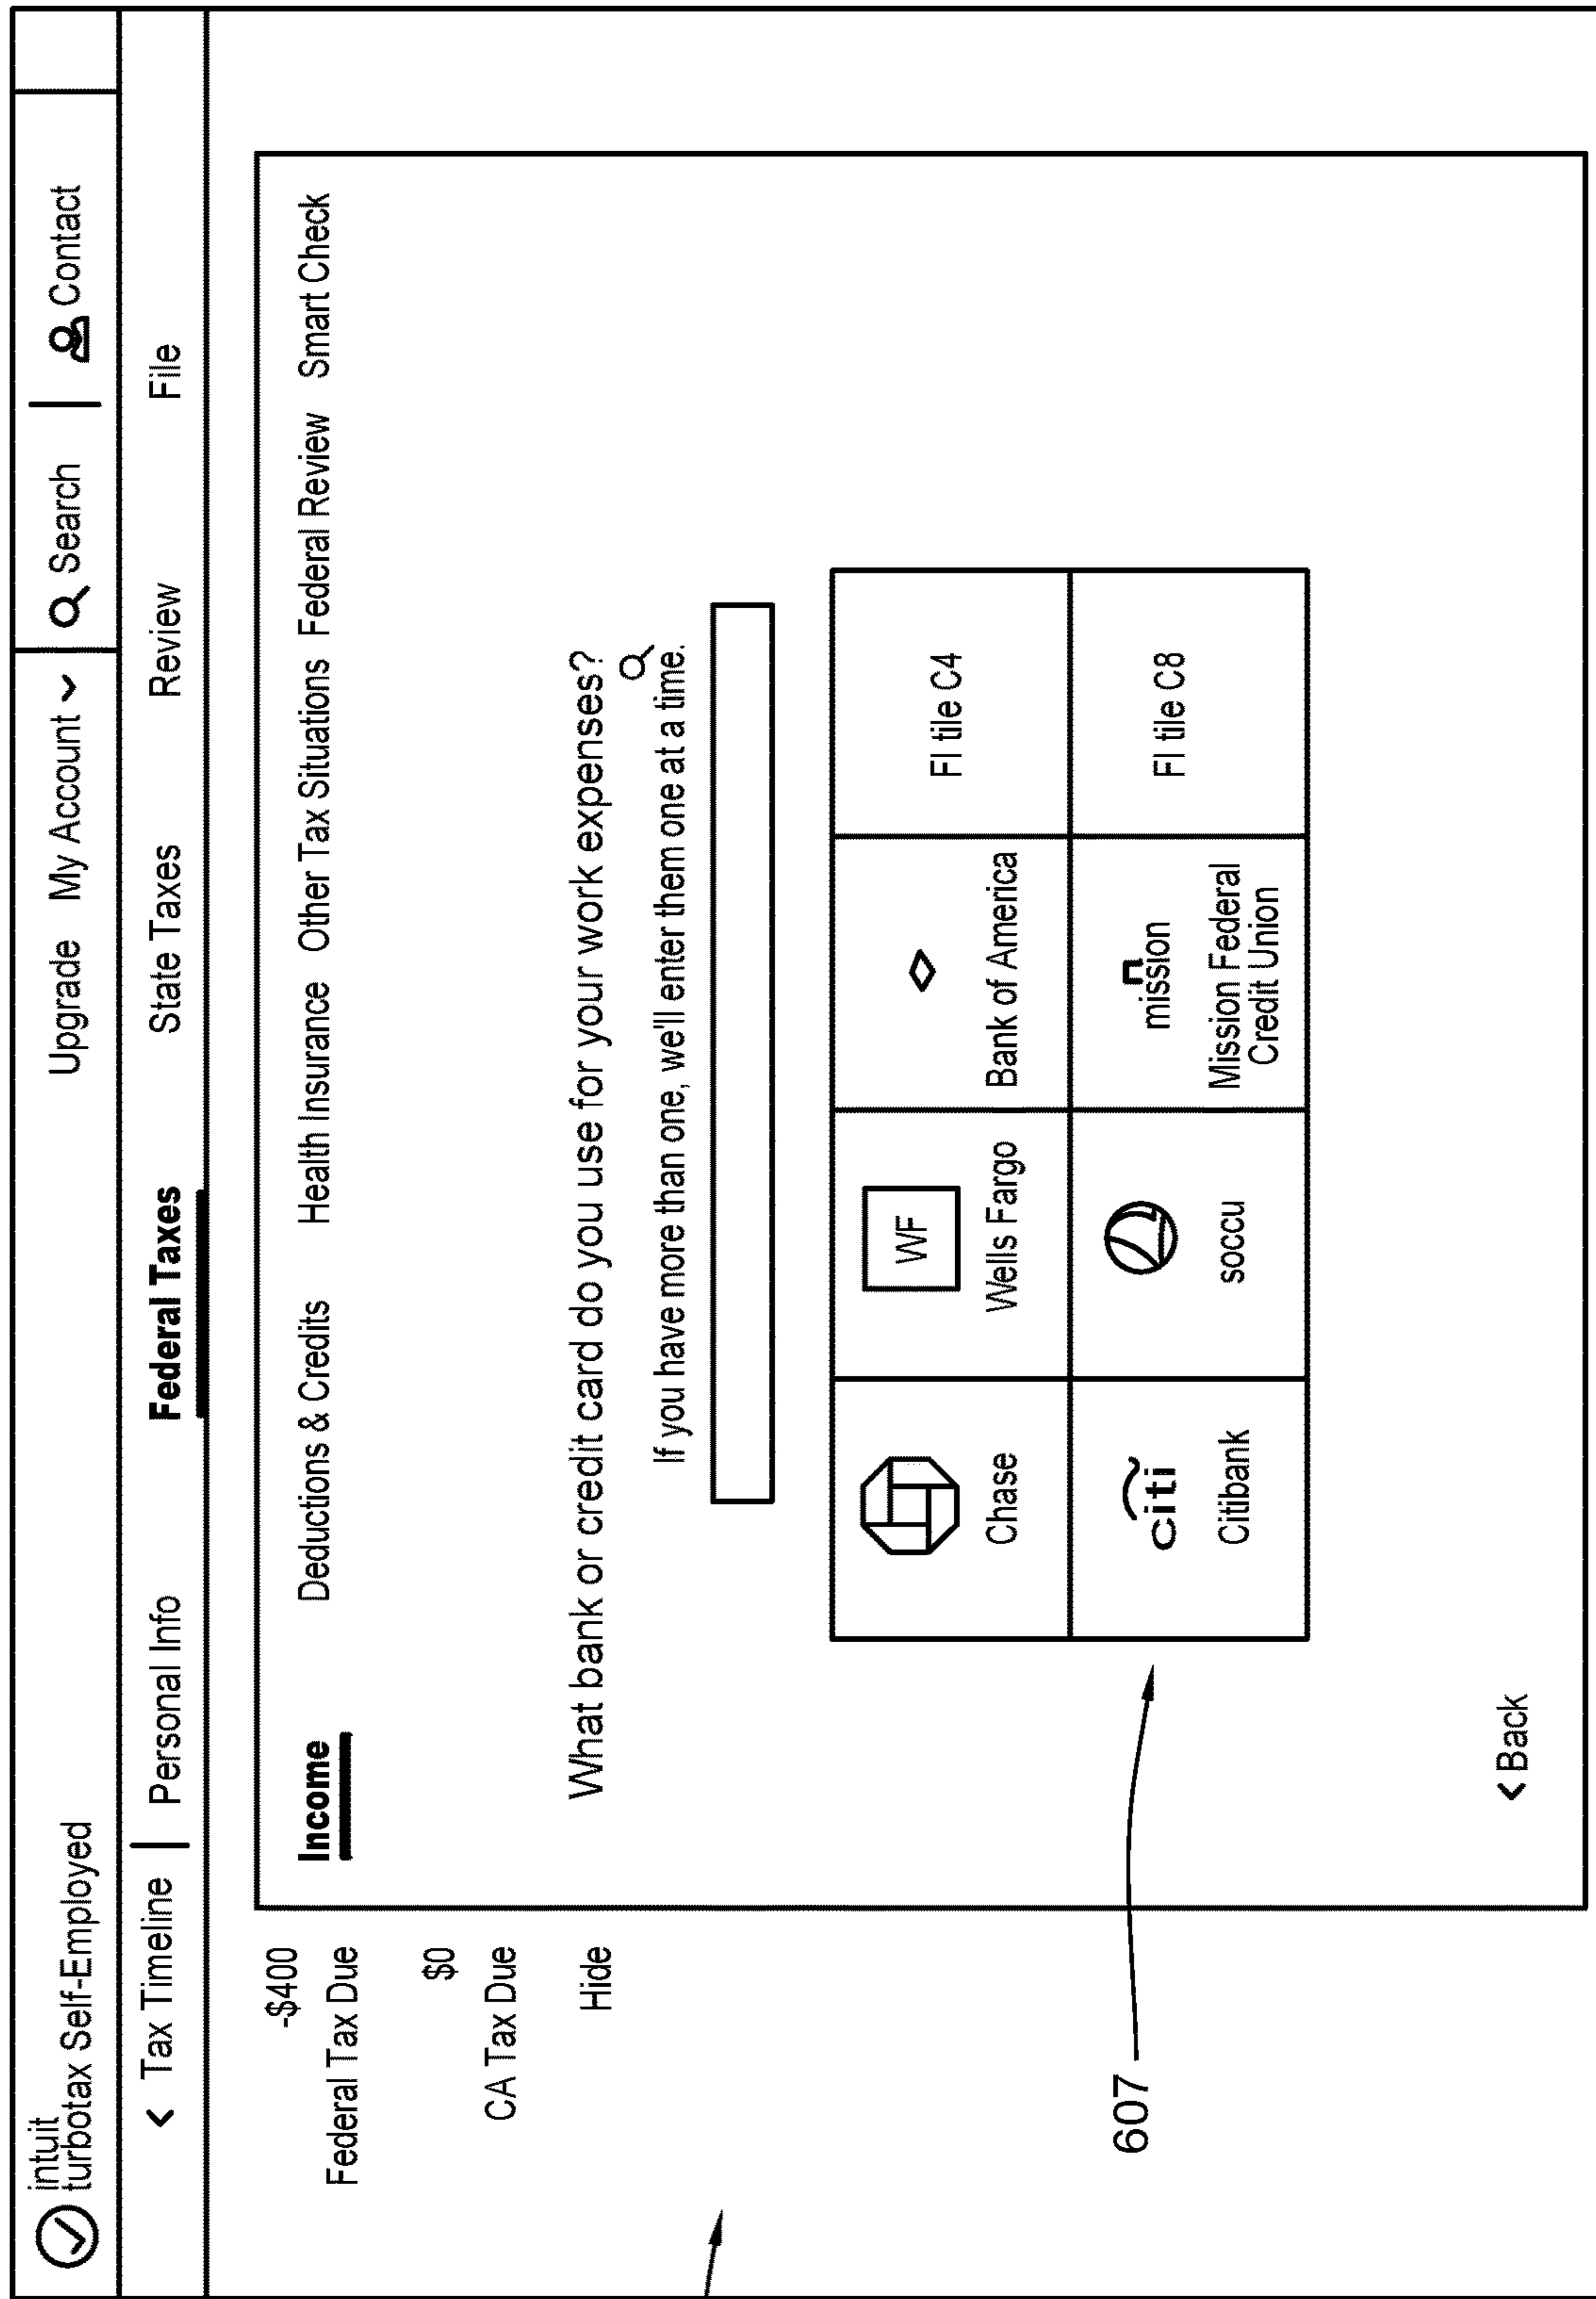 intuit
turbotax Self-Employed
Upgrade My Account Search Contact
Tax Timeline Personal Info Federal Taxes State Taxes Review File
-$400
Federal Tax Due
$0
CA Tax Due
Hide
Income Deductions & Credits Health Insurance Other Tax Situations Federal Review Smart Check
What bank or credit card do you use for your work expenses?
If you have more than one, we'll enter them one at a time.
WF
Chase Wells Fargo Bank of America FI tile C4
citi mission FI tile C8
Citibank soccu Mission Federal
Credit Union
607
Back